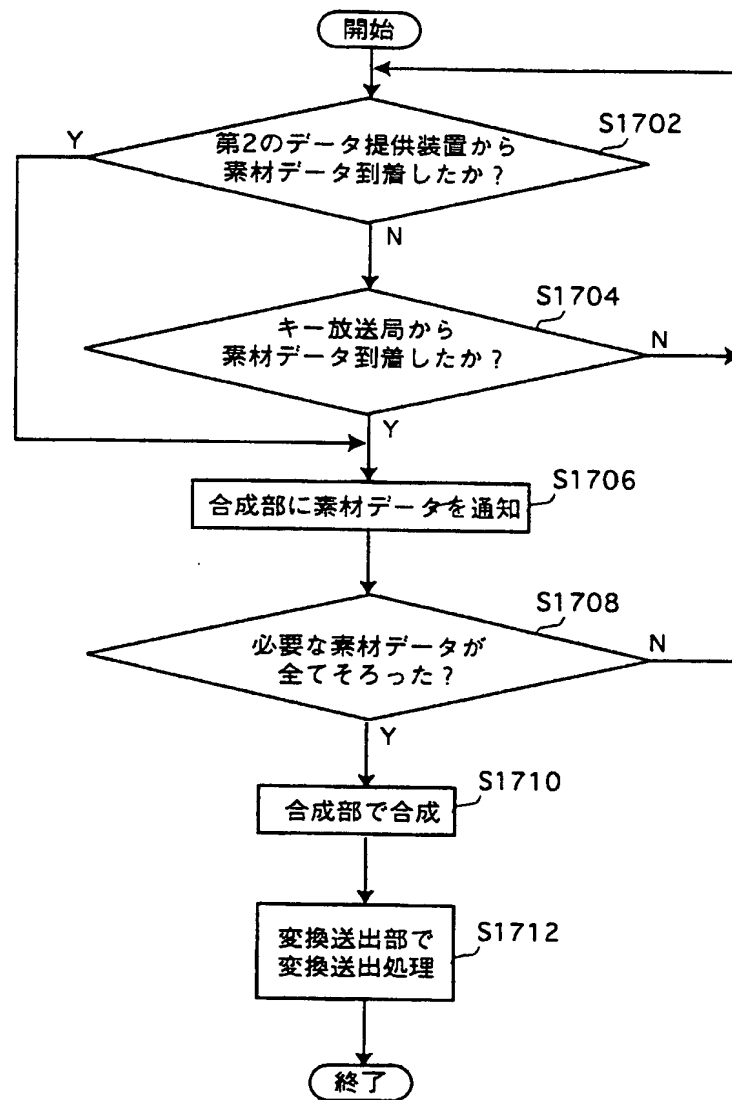 開始
S1702
Y
第2のデータ提供装置から
素材データ到着したか？
N
S1704
キー放送局から
素材データ到着したか？
N
Y
S1706
合成部に素材データを通知
S1708
必要な素材データが
全てそろった？
N
Y
S1710
合成部で合成
S1712
変換送出部で
変換送出処理
終了